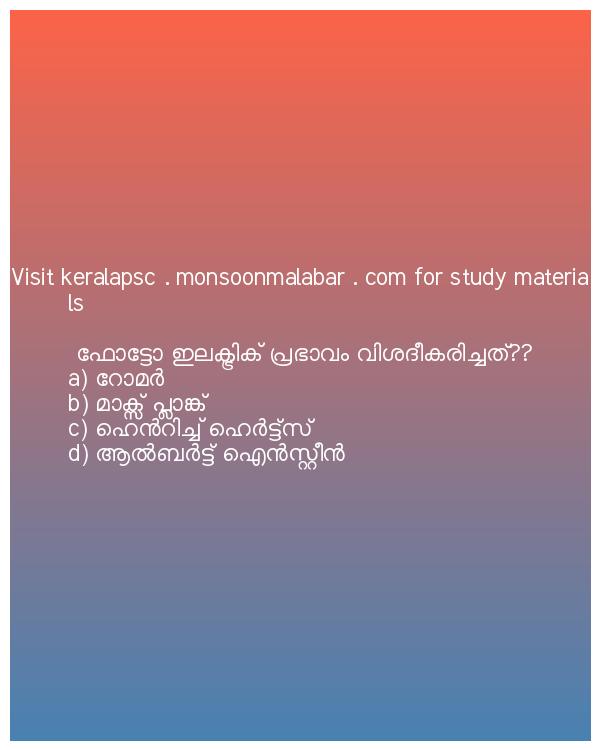 Visit keralapsc . monsoonmalabar . com for study materia
ls
ഫോട്ടോ ഇലക്ട്രിക് പ്രഭാവം വിശദീകരിച്ചത്??
a) റോമർ
b) മാക്സ് പ്ലാങ്ക്
c) ഹെൻറിച്ച് ഹെർട്ട്സ്
d) ആൽബർട്ട് ഐൻസ്റ്റീൻ